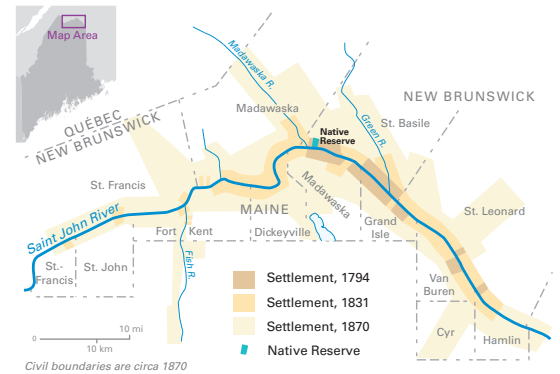 Map Area
QUÉBEC
NEW BRUNSWICK
Madawaska R.
Madawaska
Green R.
NEW BRUNSWICK
St. Basile
Native
Reserve
St. Francis
Madawaska
MAINE
St. Leonard
Saint John River
Fort Kent
Dickeyville
Grand
Isle
Fish R.
St.-
Francis
St. John
Van
Buren
Cyr
Hamlin
Settlement, 1794
Settlement, 1831
Settlement, 1870
Native Reserve
0
10 mi
10 km
Civil boundaries are circa 1870